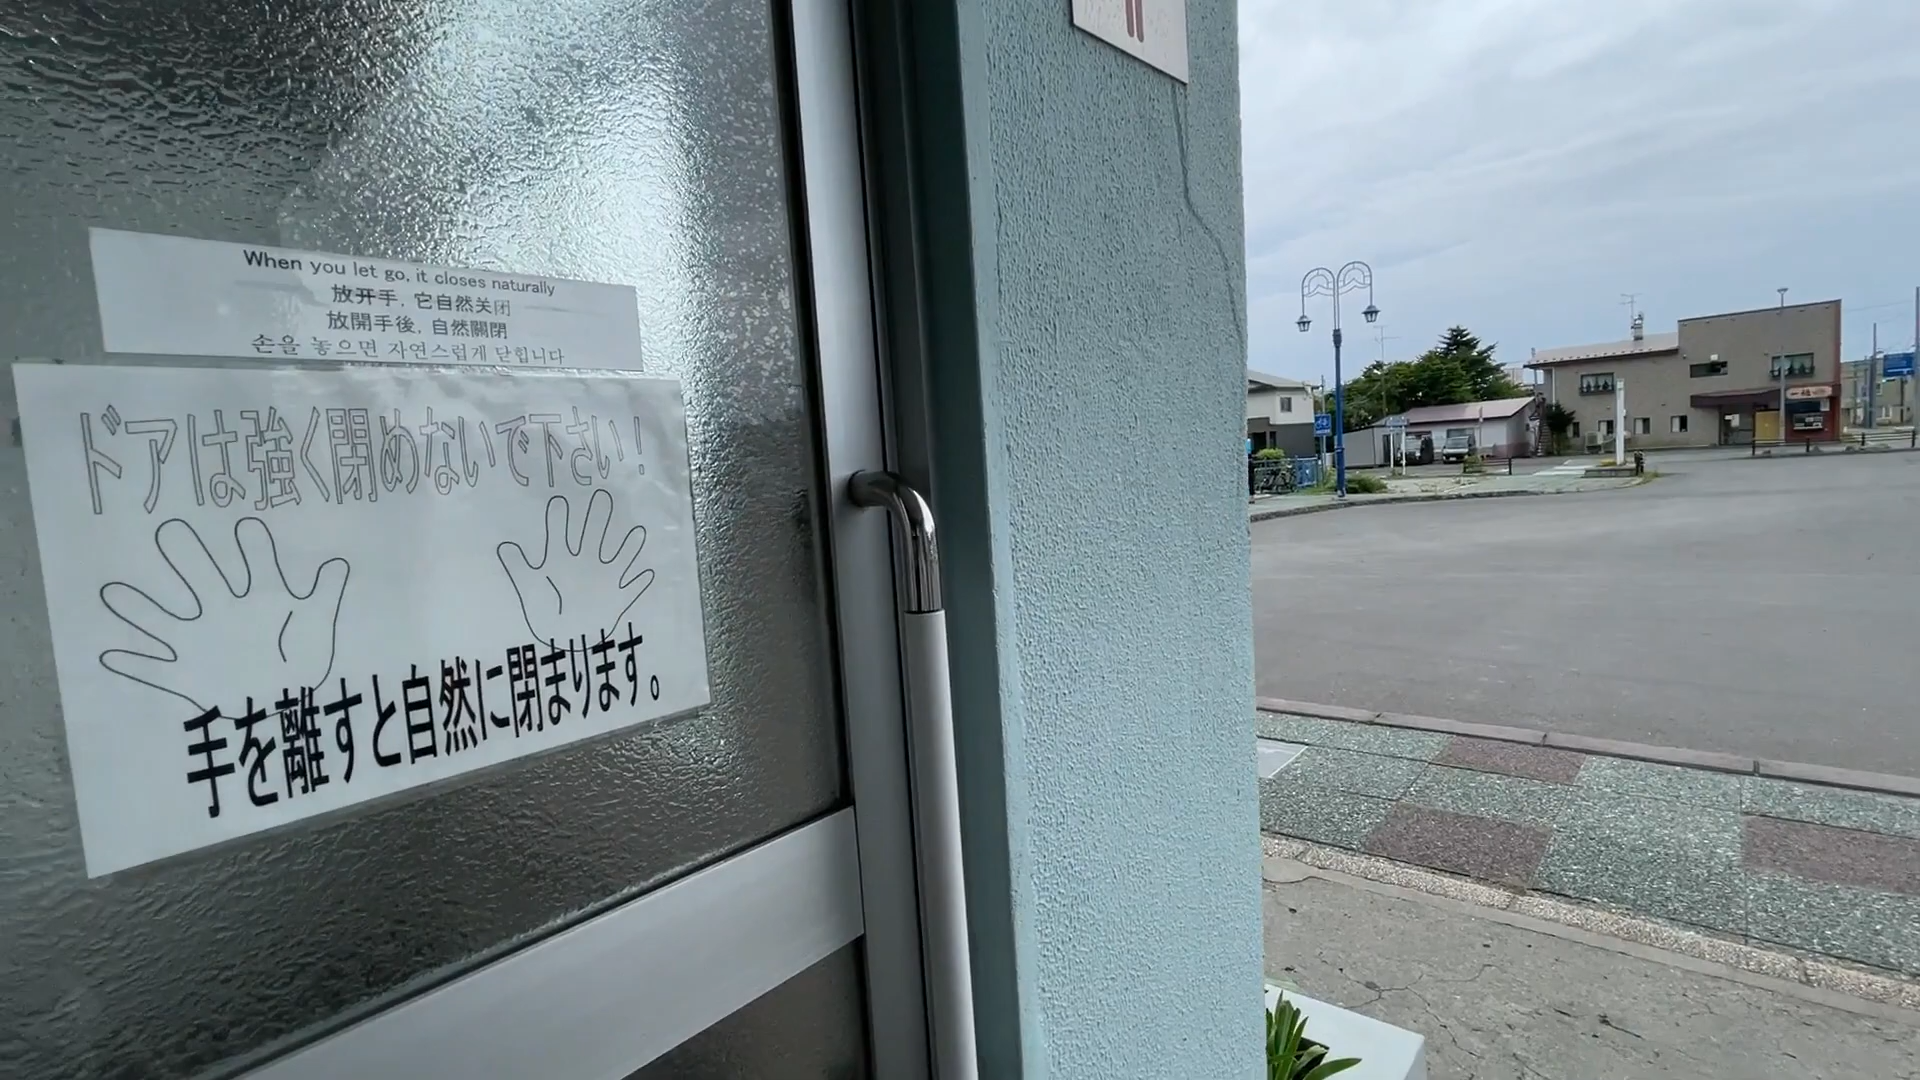 When you let go, it closes naturally
放开手, 它自然关闭
放開手後, 自然關閉
손을 놓으면 자연스럽게 닫힙니다
ドアは強く閉めないで下さい！
手を離すと自然に閉まります。